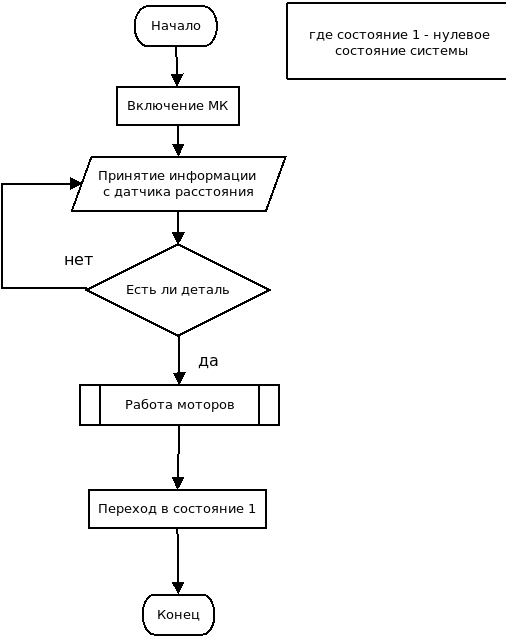 Начало
где состояние 1 - нулевое
состояние системы
Включение МК
Принятие информации
с датчика расстояния
нет
Есть ли деталь
да
Работа моторов
Переход в состояние 1
Конец